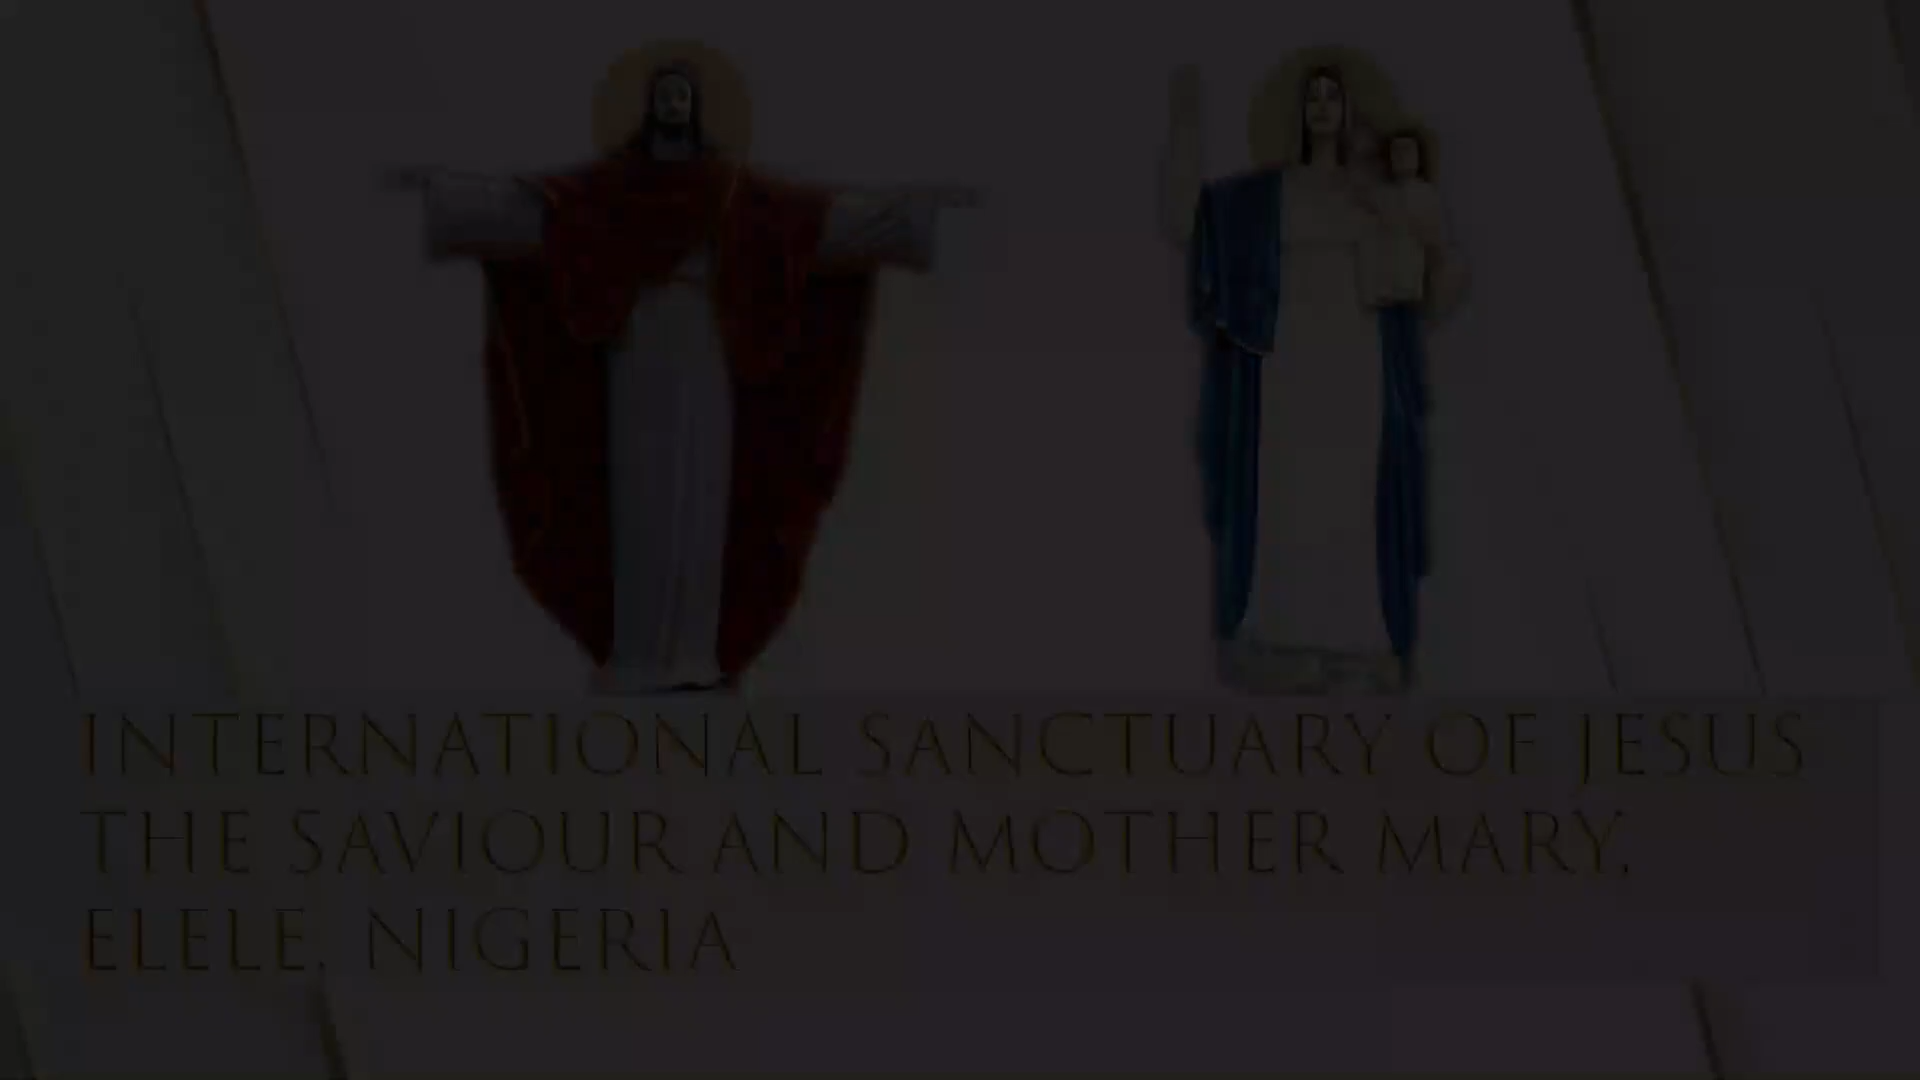 INTERNATIONAL SANCTUARY OF JESUS
THE SAVIOUR AND MOTHER MARY,
ELELE, NIGERIA